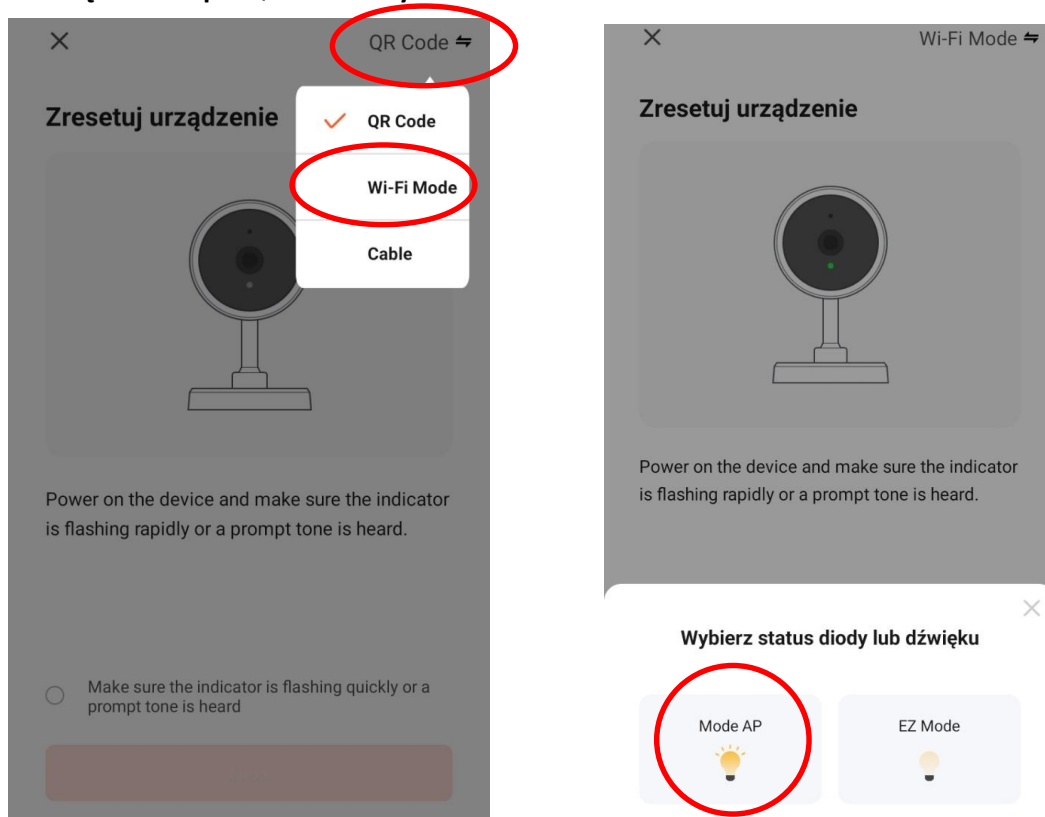 QR Code
Zresetuj urządzenie
QR Code
Wi-Fi Mode
Cable
Power on the device and make sure the indicator
is flashing rapidly or a prompt tone is heard.
Make sure the indicator is flashing quickly or a
prompt tone is heard
Wi-Fi Mode
Zresetuj urządzenie
Power on the device and make sure the indicator
is flashing rapidly or a prompt tone is heard.
Wybierz status diody lub dźwięku
Mode AP
EZ Mode